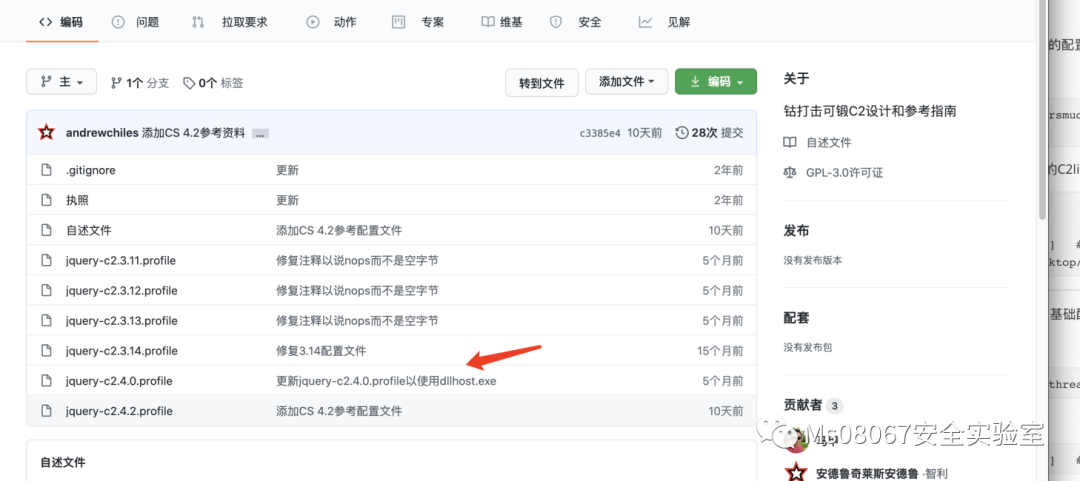 编码 问题 拉取要求 动作 专案 维基 安全 见解
主 1个 分支 0个 标签 转到文件 添加文件 编码
andrewchiles 添加CS 4.2参考资料 ... c3385e4 10天前 28次 提交
.gitignore 更新 2年前
执照 更新 2年前
自述文件 添加CS 4.2参考配置文件 10天前
jquery-c2.3.11.profile 修复注释以说nops而不是空字节 5个月前
jquery-c2.3.12.profile 修复注释以说nops而不是空字节 5个月前
jquery-c2.3.13.profile 修复注释以说nops而不是空字节 5个月前
jquery-c2.3.14.profile 修复3.14配置文件 15个月前
jquery-c2.4.0.profile 更新jquery-c2.4.0.profile以使用dllhost.exe 5个月前
jquery-c2.4.2.profile 添加CS 4.2参考配置文件 10天前
自述文件
关于
钴打击可锻C2设计和参考指南
自述文件
GPL-3.0许可证
发布
没有发布版本
配套
没有发布包
贡献者 3
安德鲁奇莱斯安德鲁 ·智利
的配置
rsmud
的C2li
] #
ktop/
基础配
threa
] #
Ms08067安全实验室